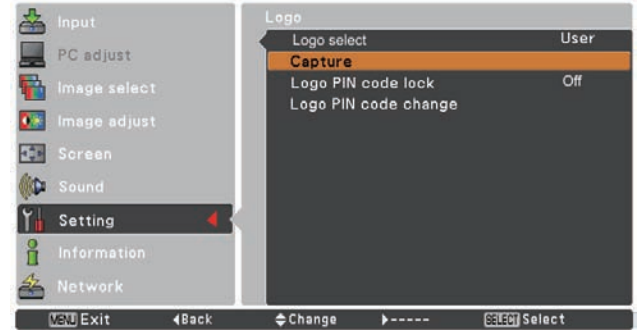 Input
PC adjust
Image select
Image adjust
Screen
Sound
Setting
Information
Network
Logo
Logo select User
Capture
Logo PIN code lock Off
Logo PIN code change
MENU Exit ◀Back ◆Change ▶----- SELECT Select